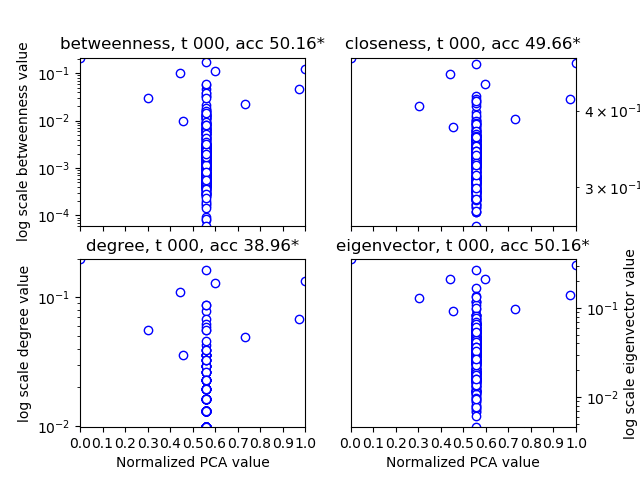 betweenness, t 000, acc 50.16*
closeness, t 000, acc 49.66*
log scale betweenness value
10⁻¹
10⁻²
10⁻³
10⁻⁴
4 × 10⁻¹
3 × 10⁻¹
degree, t 000, acc 38.96*
eigenvector, t 000, acc 50.16*
log scale degree value
10⁻¹
10⁻²
10⁻¹
10⁻²
log scale eigenvector value
0.0 0.1 0.2 0.3 0.4 0.5 0.6 0.7 0.8 0.9 1.0
0.0 0.1 0.2 0.3 0.4 0.5 0.6 0.7 0.8 0.9 1.0
Normalized PCA value
Normalized PCA value